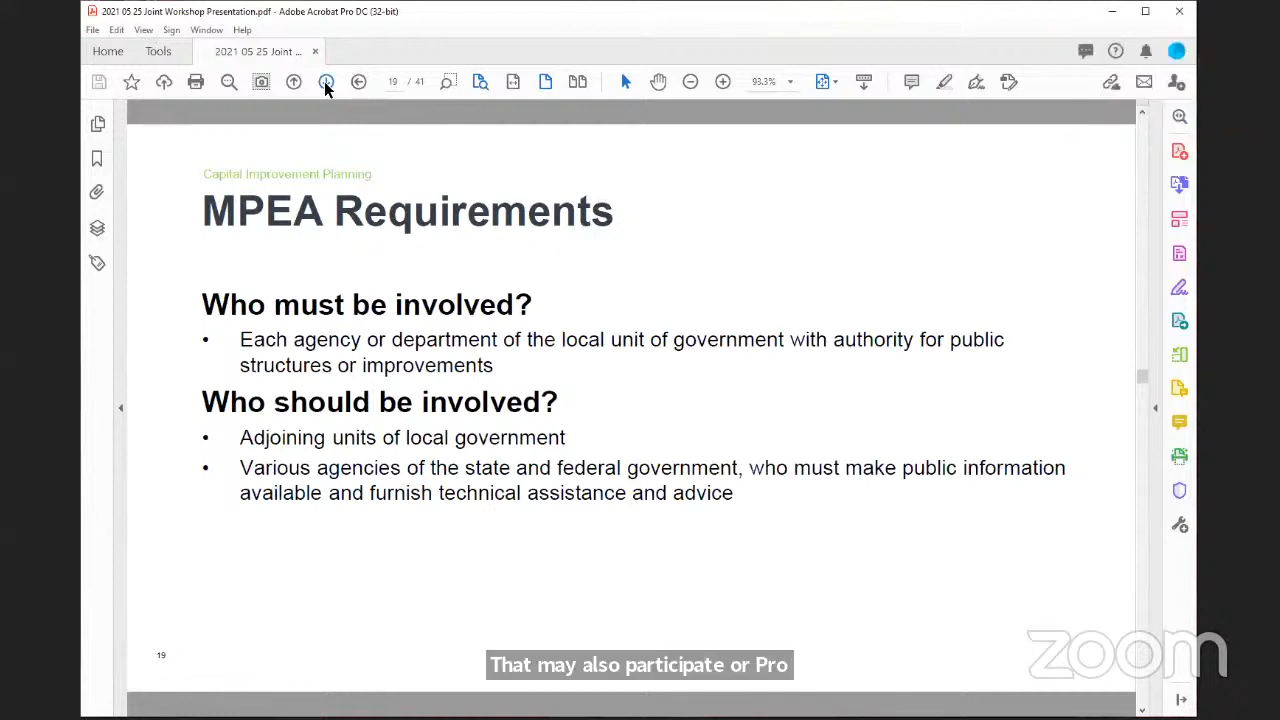 2021 05 25 Joint Workshop Presentation.pdf - Adobe Acrobat Pro DC (32-bit)
File Edit View Sign Window Help
Home Tools 2021 05 25 Joint ... ×
19 / 41 93.3%
Capital Improvement Planning
MPEA Requirements
Who must be involved?
• Each agency or department of the local unit of government with authority for public
structures or improvements
Who should be involved?
• Adjoining units of local government
• Various agencies of the state and federal government, who must make public information
available and furnish technical assistance and advice
19
That may also participate or Pro
zoom